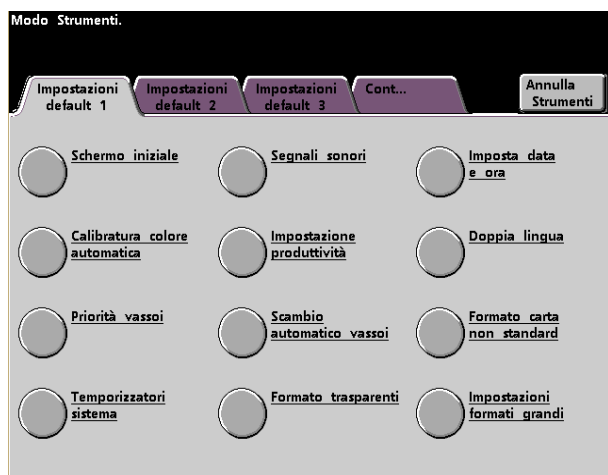 Modo Strumenti.
Impostazioni
default 1
Impostazioni
default 2
Impostazioni
default 3
Cont...
Annulla
Strumenti
Schermo iniziale
Segnali sonori
Imposta data
e ora
Calibratura colore
automatica
Impostazione
produttività
Doppia lingua
Priorità vassoi
Scambio
automatico vassoi
Formato carta
non standard
Temporizzatori
sistema
Formato trasparenti
Impostazioni
formati grandi